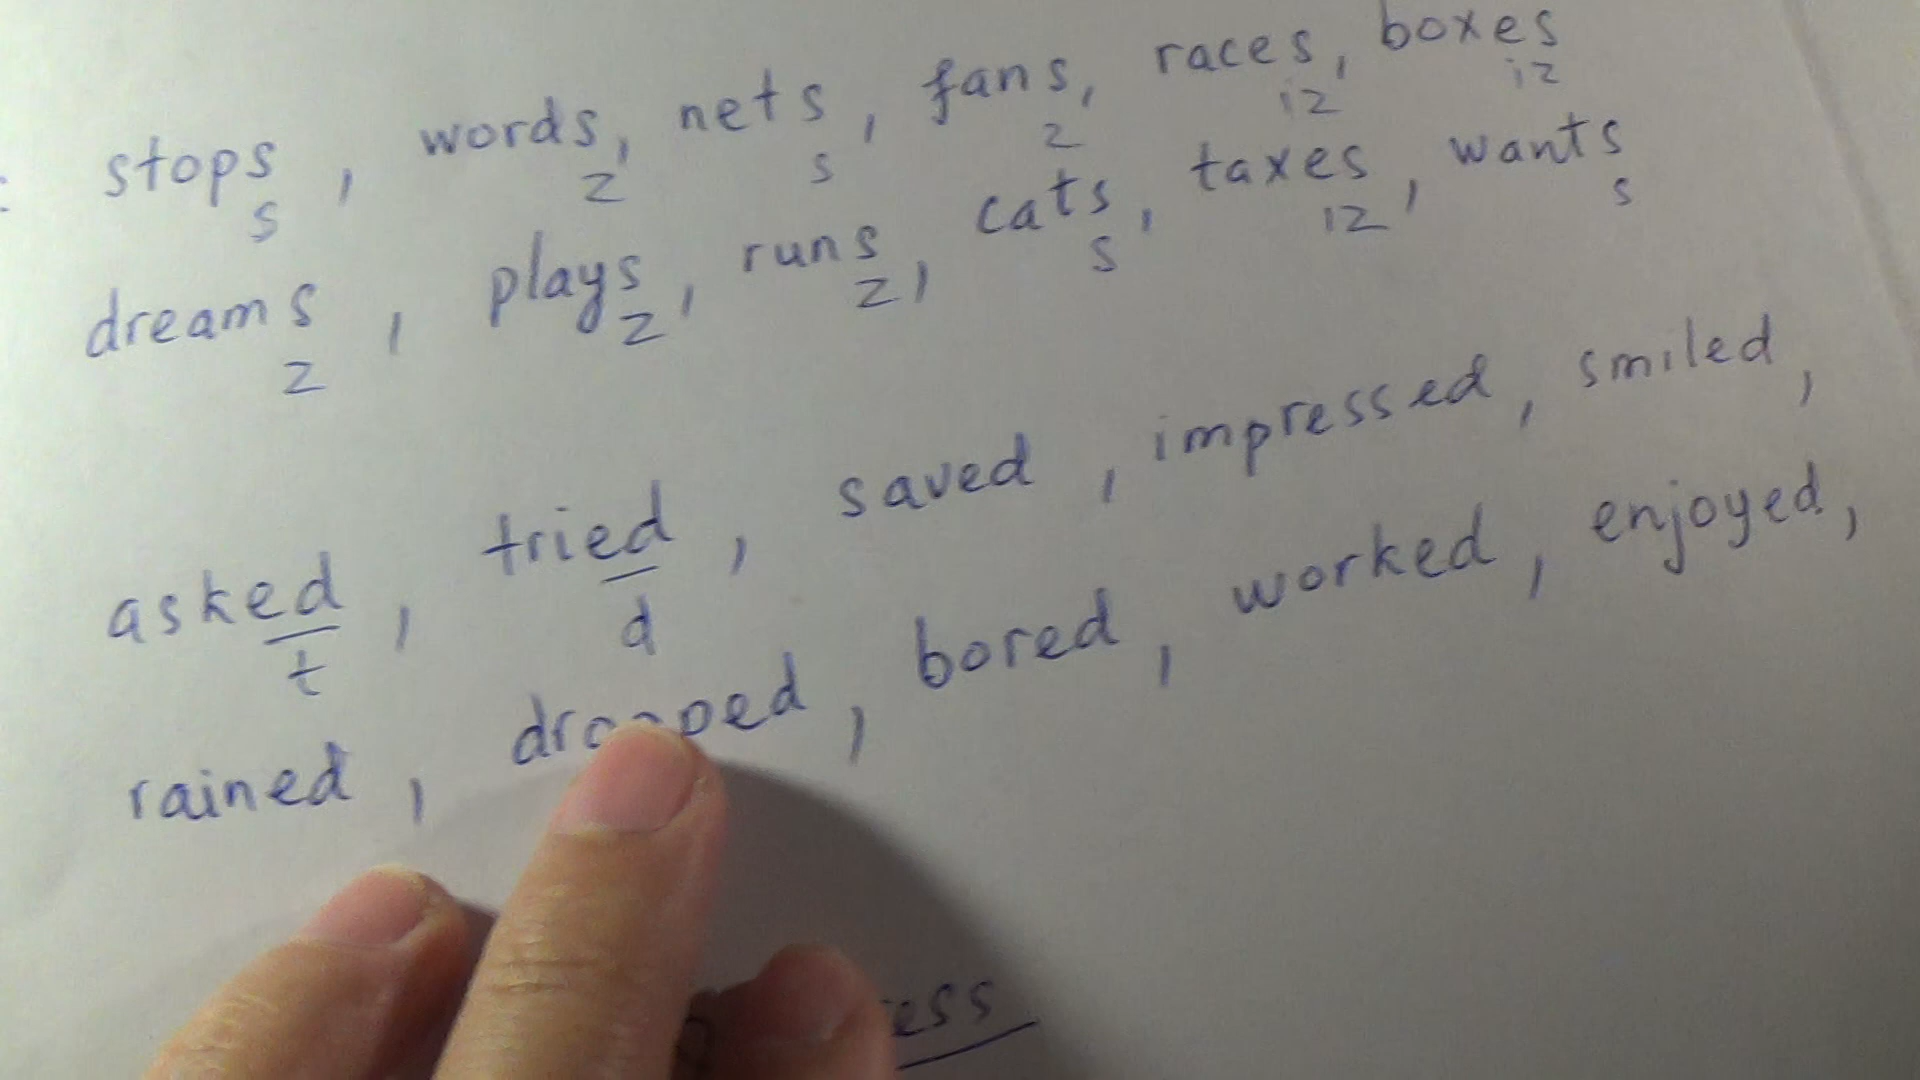 : stops, words, nets, fans, races, boxes
s z s z iz iz
dreams, plays, runs, cats, taxes, wants
z z z s iz s
asked, tried, saved, impressed, smiled,
t d
rained, dropped, bored, worked, enjoyed,